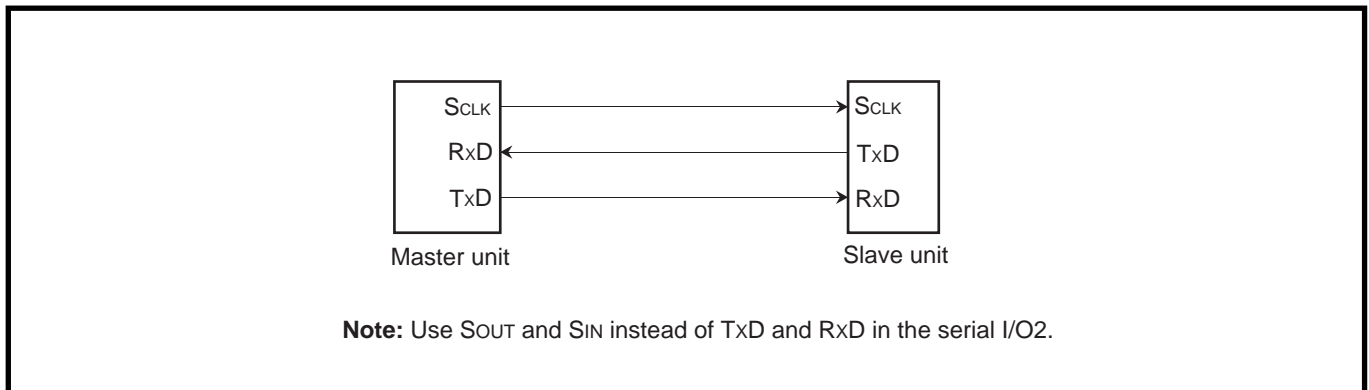 SCLK SCLK
RxD TxD
TxD RxD
Master unit Slave unit
Note: Use SOUT and SIN instead of TxD and RxD in the serial I/O2.